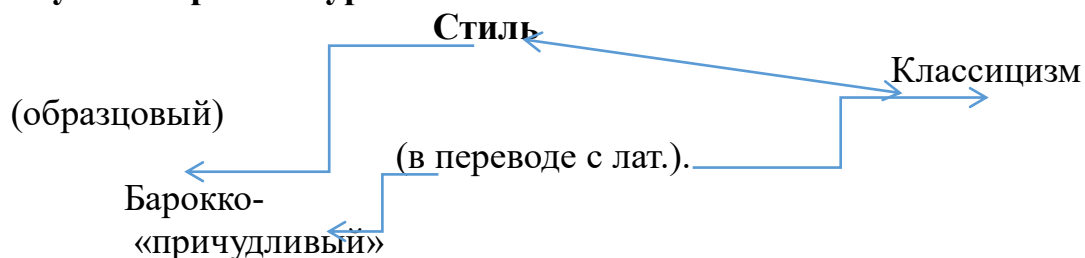 Стиль
Классицизм
(образцовый)
(в переводе с лат.).
Барокко-
«причудливый»